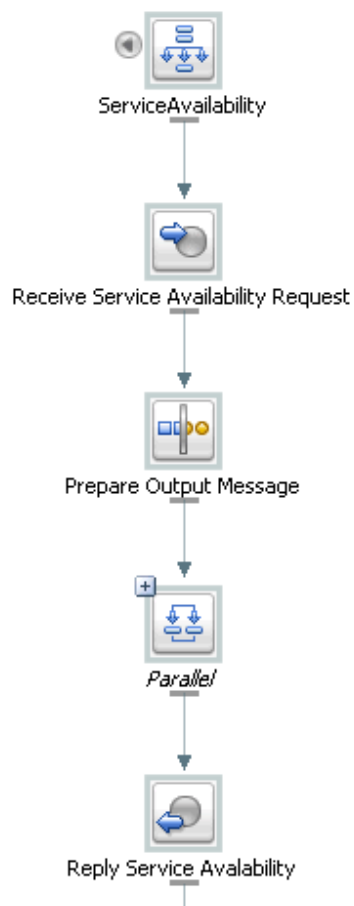 ServiceAvailability
Receive Service Availability Request
Prepare Output Message
Parallel
Reply Service Avalability